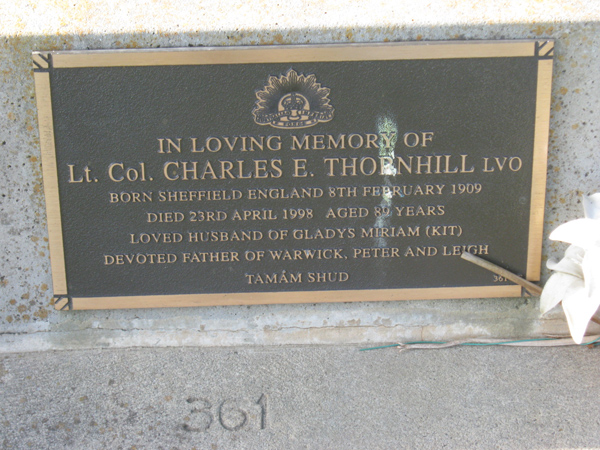 IN LOVING MEMORY OF
Lt. Col. CHARLES E. THORNHILL LVO
BORN SHEFFIELD ENGLAND 8TH FEBRUARY 1909
DIED 23RD APRIL 1998 AGED 89 YEARS
LOVED HUSBAND OF GLADYS MIRIAM (KIT)
DEVOTED FATHER OF WARWICK, PETER AND LEIGH
TAMÁM SHUD
361
361